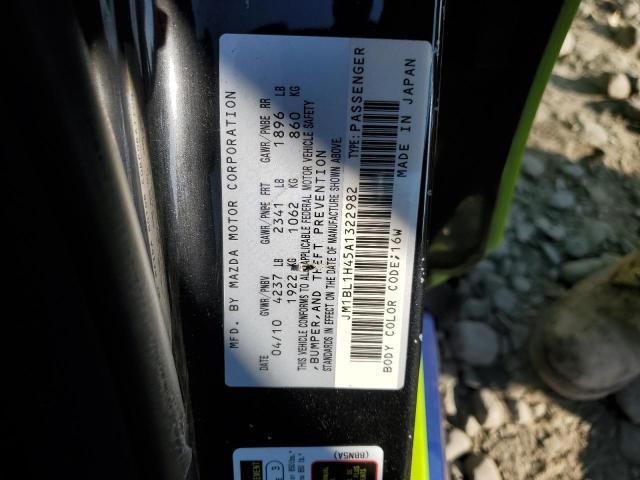 MFD. BY MAZDA MOTOR CORPORATION
DATE GVWR/PNBV GAWR/PNBE FRT GAWR/PNBE RR
04/10 4237 LB 2341 LB 1896 LB
1922 KG 1062 KG 860 KG
THIS VEHICLE CONFORMS TO ALL APPLICABLE FEDERAL MOTOR VEHICLE SAFETY
,BUMPER,AND THEFT PREVENTION
STANDARDS IN EFFECT ON THE DATE OF MANUFACTURE SHOWN ABOVE.
JM1BL1H45A1322982 TYPE: PASSENGER
BODY COLOR CODE;16W MADE IN JAPAN
(BBN5A)